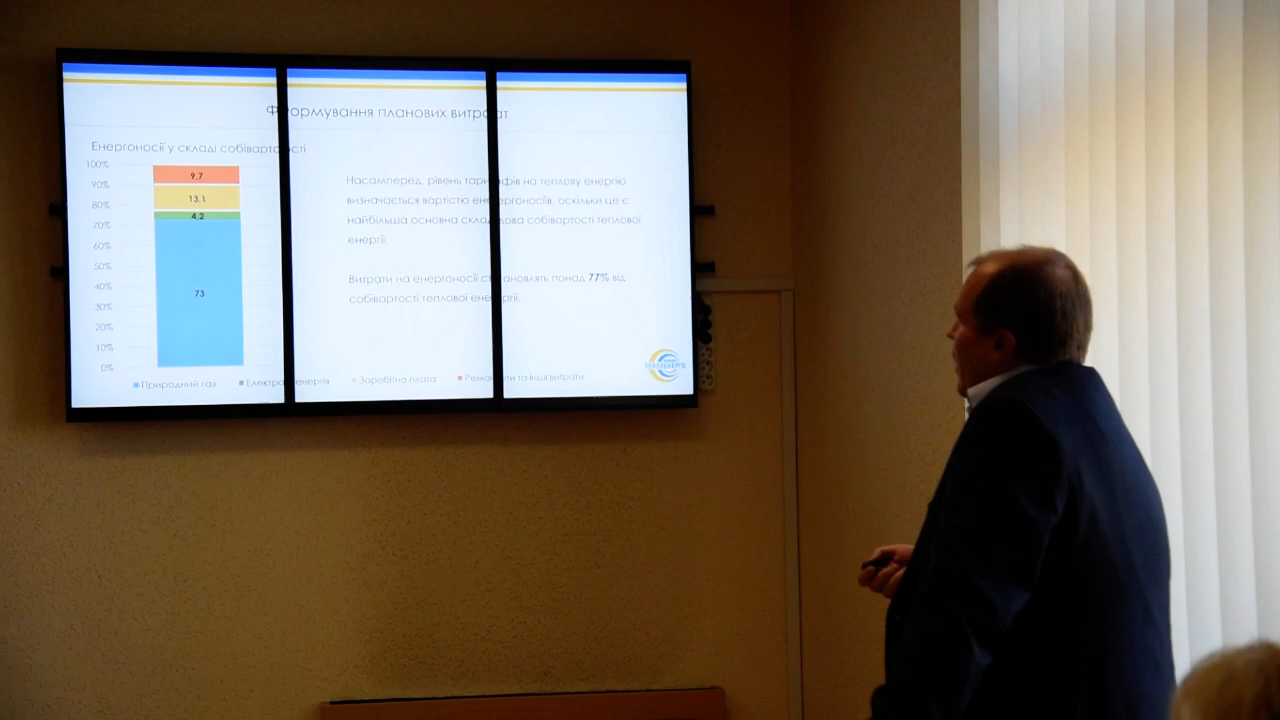 Формування планових витрат
Енергоносії у складі собівартості
100%
90%
80%
70%
60%
50%
40%
30%
20%
10%
0%
9,7
13,1
4,2
73
Природний газ
Електроенергія
Заробітна плата
Ремонти та інші витрати
Насамперед, рівень тарифів на теплову енергію
визначається вартістю енергоносіїв, оскільки це є
найбільша основна складова собівартості теплової
енергії.
Витрати на енергоносії становлять понад 77% від
собівартості теплової енергії.
ТЕПЛОЕНЕРГО